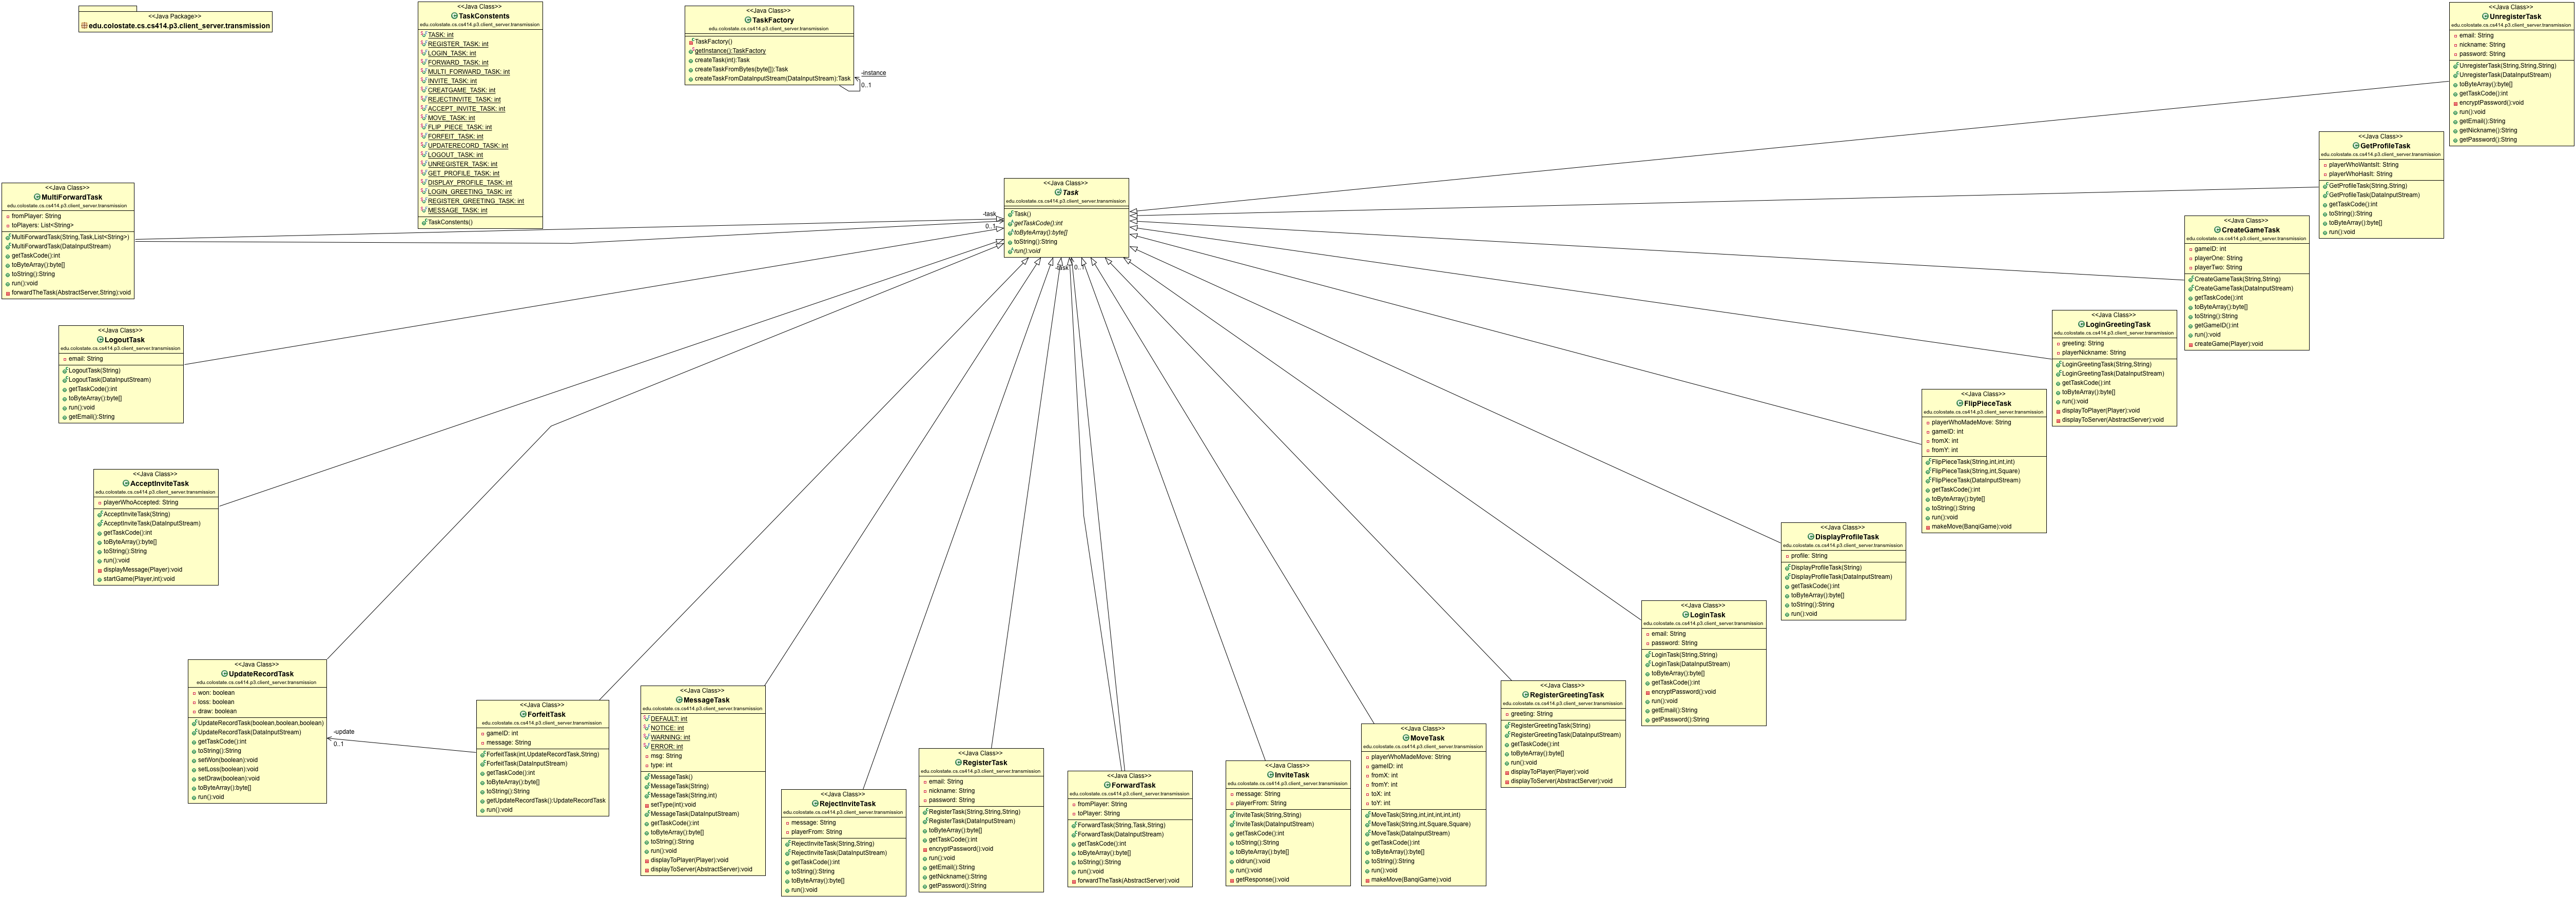 <<Java Package>>
edu.colostate.cs.cs414.p3.client_server.transmission
<<Java Class>>
TaskConstents
edu.colostate.cs.cs414.p3.client_server.transmission
TASK: int
REGISTER_TASK: int
LOGIN_TASK: int
FORWARD_TASK: int
MULTI_FORWARD_TASK: int
INVITE_TASK: int
CREATGAME_TASK: int
REJECTINVITE_TASK: int
ACCEPT_INVITE_TASK: int
MOVE_TASK: int
FLIP_PIECE_TASK: int
FORFEIT_TASK: int
UPDATERECORD_TASK: int
LOGOUT_TASK: int
UNREGISTER_TASK: int
GET_PROFILE_TASK: int
DISPLAY_PROFILE_TASK: int
LOGIN_GREETING_TASK: int
REGISTER_GREETING_TASK: int
MESSAGE_TASK: int
TaskConstents()
<<Java Class>>
TaskFactory
edu.colostate.cs.cs414.p3.client_server.transmission
TaskFactory()
getInstance():TaskFactory
createTask(int):Task
createTaskFromBytes(byte[]):Task
createTaskFromDataInputStream(DataInputStream):Task
-instance
0..1
<<Java Class>>
UnregisterTask
edu.colostate.cs.cs414.p3.client_server.transmission
email: String
nickname: String
password: String
UnregisterTask(String,String,String)
UnregisterTask(DataInputStream)
toByteArray():byte[]
getTaskCode():int
encryptPassword():void
run():void
getEmail():String
getNickname():String
getPassword():String
<<Java Class>>
GetProfileTask
edu.colostate.cs.cs414.p3.client_server.transmission
playerWhoWantsIt: String
playerWhoHasIt: String
GetProfileTask(String,String)
GetProfileTask(DataInputStream)
getTaskCode():int
toString():String
toByteArray():byte[]
run():void
<<Java Class>>
MultiForwardTask
edu.colostate.cs.cs414.p3.client_server.transmission
fromPlayer: String
toPlayers: List<String>
MultiForwardTask(String,Task,List<String>)
MultiForwardTask(DataInputStream)
getTaskCode():int
toByteArray():byte[]
toString():String
run():void
forwardTheTask(AbstractServer,String):void
<<Java Class>>
Task
edu.colostate.cs.cs414.p3.client_server.transmission
Task()
getTaskCode():int
toByteArray():byte[]
toString():String
run():void
-task
0..1
-task
0..1
<<Java Class>>
CreateGameTask
edu.colostate.cs.cs414.p3.client_server.transmission
gameID: int
playerOne: String
playerTwo: String
CreateGameTask(String,String)
CreateGameTask(DataInputStream)
getTaskCode():int
toByteArray():byte[]
toString():String
getGameID():int
run():void
createGame(Player):void
<<Java Class>>
LoginGreetingTask
edu.colostate.cs.cs414.p3.client_server.transmission
greeting: String
playerNickname: String
LoginGreetingTask(String,String)
LoginGreetingTask(DataInputStream)
getTaskCode():int
toByteArray():byte[]
run():void
displayToPlayer(Player):void
displayToServer(AbstractServer):void
<<Java Class>>
LogoutTask
edu.colostate.cs.cs414.p3.client_server.transmission
email: String
LogoutTask(String)
LogoutTask(DataInputStream)
getTaskCode():int
toByteArray():byte[]
run():void
getEmail():String
<<Java Class>>
FlipPieceTask
edu.colostate.cs.cs414.p3.client_server.transmission
playerWhoMadeMove: String
gameID: int
fromX: int
fromY: int
FlipPieceTask(String,int,int,int)
FlipPieceTask(String,int,Square)
FlipPieceTask(DataInputStream)
getTaskCode():int
toByteArray():byte[]
toString():String
run():void
makeMove(BanqiGame):void
<<Java Class>>
AcceptInviteTask
edu.colostate.cs.cs414.p3.client_server.transmission
playerWhoAccepted: String
AcceptInviteTask(String)
AcceptInviteTask(DataInputStream)
getTaskCode():int
toByteArray():byte[]
toString():String
run():void
displayMessage(Player):void
startGame(Player,int):void
<<Java Class>>
DisplayProfileTask
edu.colostate.cs.cs414.p3.client_server.transmission
profile: String
DisplayProfileTask(String)
DisplayProfileTask(DataInputStream)
getTaskCode():int
toByteArray():byte[]
toString():String
run():void
<<Java Class>>
LoginTask
edu.colostate.cs.cs414.p3.client_server.transmission
email: String
password: String
LoginTask(String,String)
LoginTask(DataInputStream)
toByteArray():byte[]
getTaskCode():int
encryptPassword():void
run():void
getEmail():String
getPassword():String
<<Java Class>>
UpdateRecordTask
edu.colostate.cs.cs414.p3.client_server.transmission
won: boolean
loss: boolean
draw: boolean
UpdateRecordTask(boolean,boolean,boolean)
UpdateRecordTask(DataInputStream)
getTaskCode():int
toString():String
setWon(boolean):void
setLoss(boolean):void
setDraw(boolean):void
toByteArray():byte[]
run():void
-update
0..1
<<Java Class>>
ForfeitTask
edu.colostate.cs.cs414.p3.client_server.transmission
gameID: int
message: String
ForfeitTask(int,UpdateRecordTask,String)
ForfeitTask(DataInputStream)
getTaskCode():int
toByteArray():byte[]
toString():String
getUpdateRecordTask():UpdateRecordTask
run():void
<<Java Class>>
MessageTask
edu.colostate.cs.cs414.p3.client_server.transmission
DEFAULT: int
NOTICE: int
WARNING: int
ERROR: int
msg: String
type: int
MessageTask()
MessageTask(String)
MessageTask(String,int)
setType(int):void
MessageTask(DataInputStream)
getTaskCode():int
toByteArray():byte[]
toString():String
run():void
displayToPlayer(Player):void
displayToServer(AbstractServer):void
<<Java Class>>
RejectInviteTask
edu.colostate.cs.cs414.p3.client_server.transmission
message: String
playerFrom: String
RejectInviteTask(String,String)
RejectInviteTask(DataInputStream)
getTaskCode():int
toString():String
toByteArray():byte[]
run():void
<<Java Class>>
RegisterTask
edu.colostate.cs.cs414.p3.client_server.transmission
email: String
nickname: String
password: String
RegisterTask(String,String,String)
RegisterTask(DataInputStream)
toByteArray():byte[]
getTaskCode():int
encryptPassword():void
run():void
getEmail():String
getNickname():String
getPassword():String
<<Java Class>>
ForwardTask
edu.colostate.cs.cs414.p3.client_server.transmission
fromPlayer: String
toPlayer: String
ForwardTask(String,Task,String)
ForwardTask(DataInputStream)
getTaskCode():int
toByteArray():byte[]
toString():String
run():void
forwardTheTask(AbstractServer):void
<<Java Class>>
InviteTask
edu.colostate.cs.cs414.p3.client_server.transmission
message: String
playerFrom: String
InviteTask(String,String)
InviteTask(DataInputStream)
getTaskCode():int
toString():String
toByteArray():byte[]
oldrun():void
run():void
getResponse():void
<<Java Class>>
MoveTask
edu.colostate.cs.cs414.p3.client_server.transmission
playerWhoMadeMove: String
gameID: int
fromX: int
fromY: int
toX: int
toY: int
MoveTask(String,int,int,int,int,int)
MoveTask(String,int,Square,Square)
MoveTask(DataInputStream)
getTaskCode():int
toByteArray():byte[]
toString():String
run():void
makeMove(BanqiGame):void
<<Java Class>>
RegisterGreetingTask
edu.colostate.cs.cs414.p3.client_server.transmission
greeting: String
RegisterGreetingTask(String)
RegisterGreetingTask(DataInputStream)
getTaskCode():int
toByteArray():byte[]
run():void
displayToPlayer(Player):void
displayToServer(AbstractServer):void